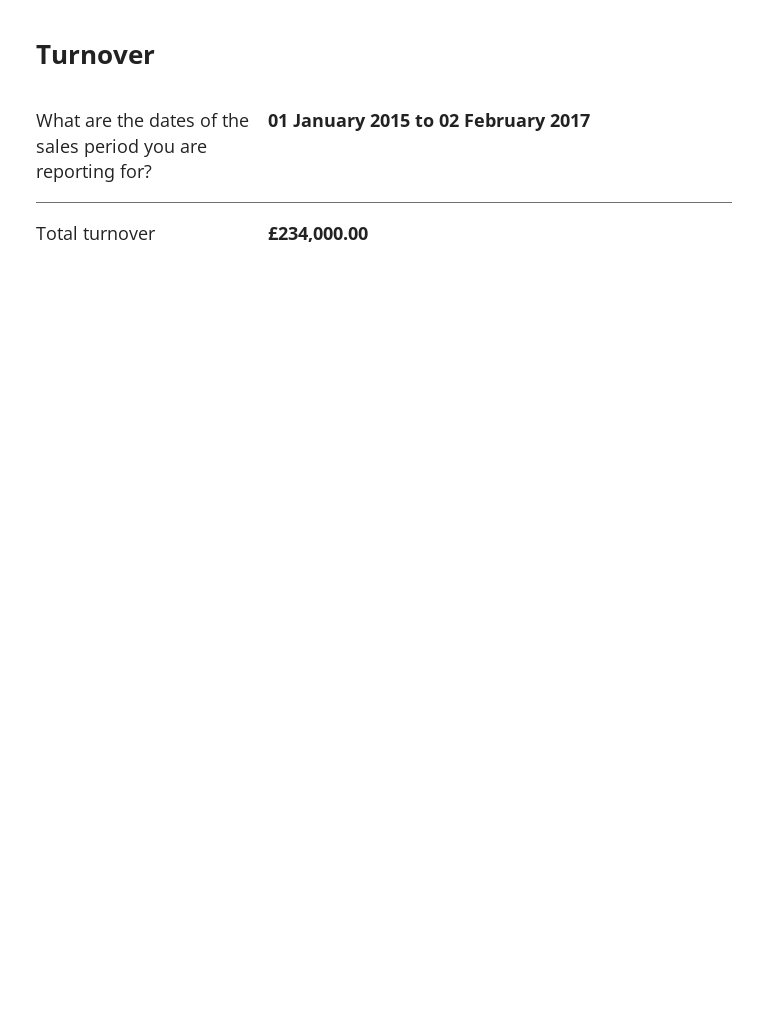 Turnover
What are the dates of the 01 January 2015 to 02 February 2017
sales period you are
reporting for?
Total turnover £234,000.00